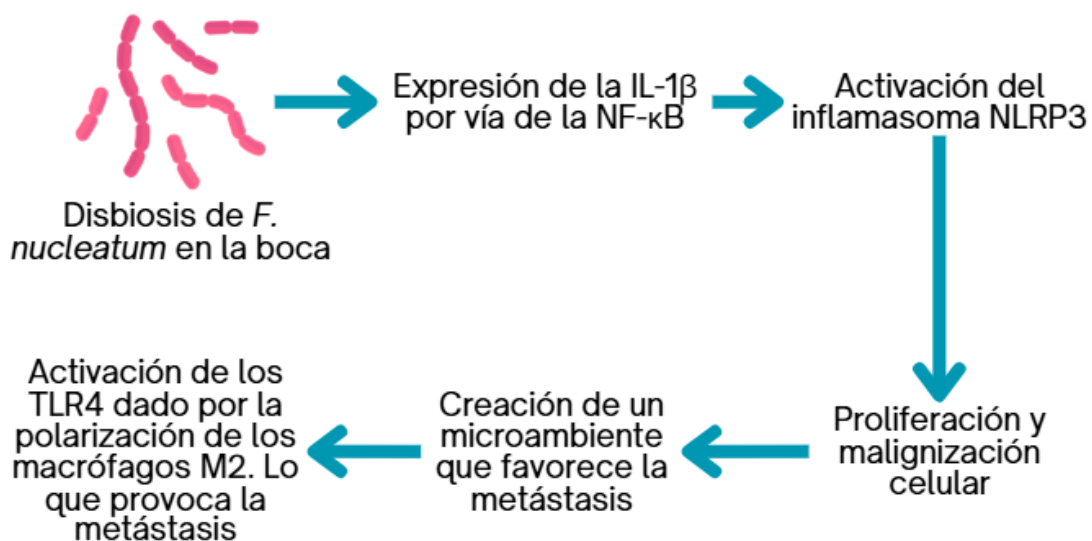 Expresión de la IL-1β
por vía de la NF-κB
Activación del
inflamasoma NLRP3
Disbiosis de F.
nucleatum en la boca
Proliferación y
malignización
celular
Creación de un
microambiente
que favorece la
metástasis
Activación de los
TLR4 dado por la
polarización de los
macrófagos M2. Lo
que provoca la
metástasis